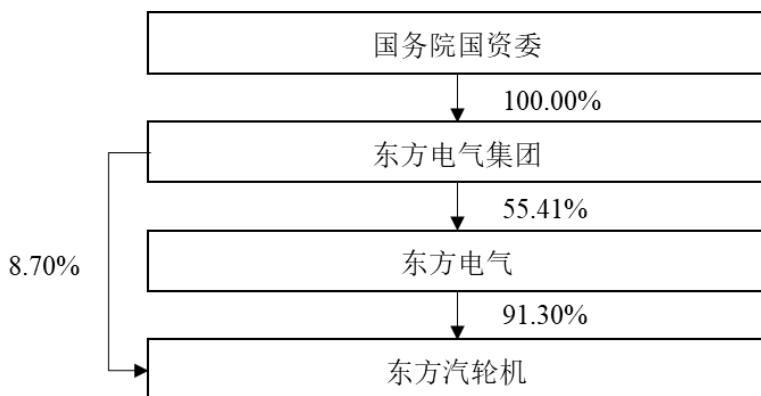 国务院国资委
100.00%
东方电气集团
55.41%
东方电气
8.70%
91.30%
东方汽轮机